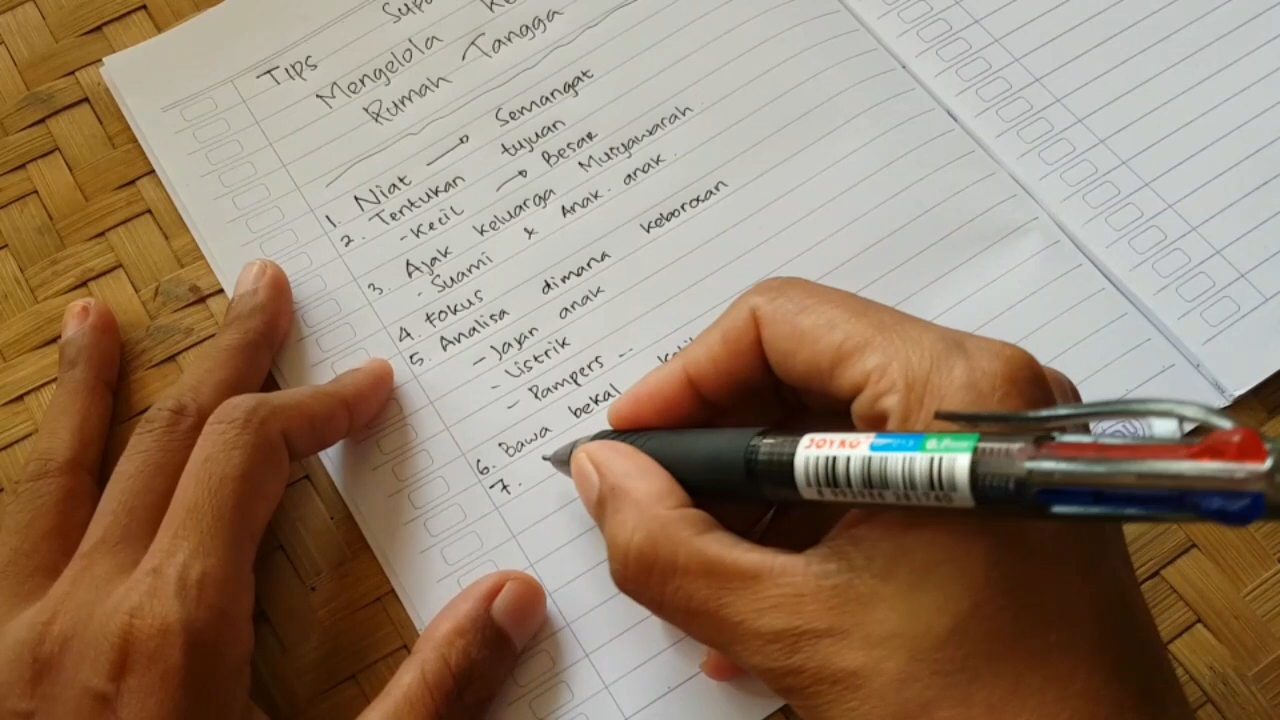 TIPS
Mengelola
Rumah Tangga
1. Niat → Semangat
2. Tentukan tujuan
- Kecil → Besar
3. Ajak keluarga Musyawarah.
- Suami & Anak. anak.
4. Fokus
5. Analisa dimana keborosan
- Jajan anak
- Listrik
- Pampers --
6. Bawa bekal
7.
JOYKO